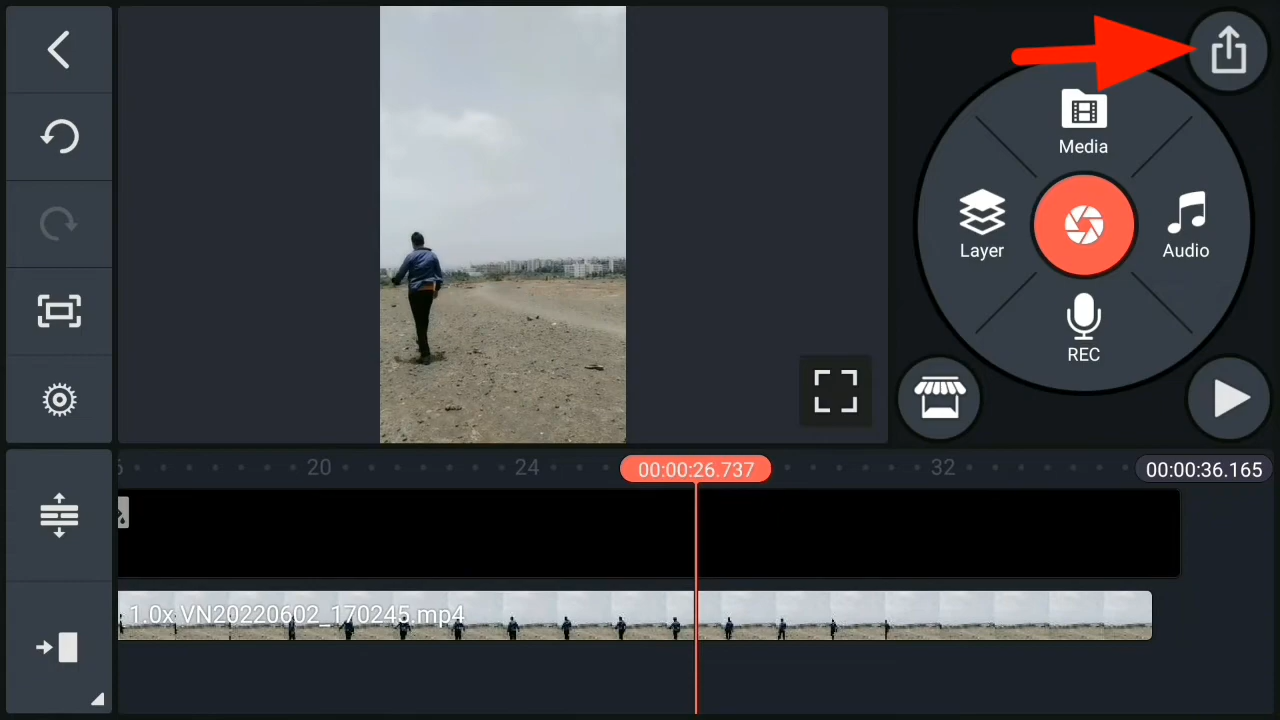 Media
Layer
Audio
REC
20
24
00:00:26.737
32
00:00:36.165
1.0x VN20220602_170245.mp4